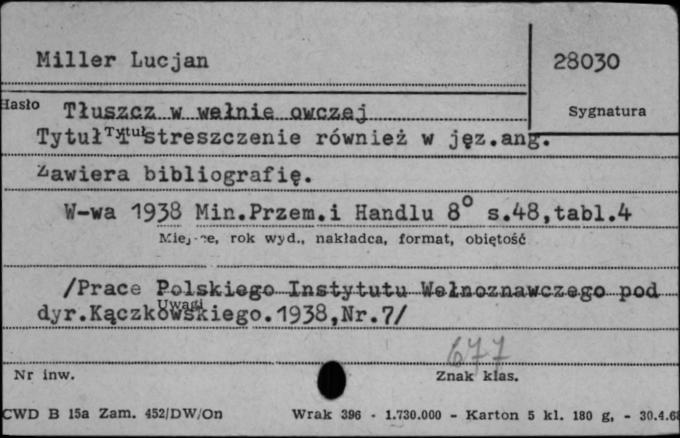 Miller Lucjan 28030
Hasło Tłuszcz w wełnie owczej Sygnatura
Tytuł i streszczenie również w jęz.ang.
Tytuł
Zawiera bibliografię.
W-wa 1938 Min.Przem.i Handlu 8° s.48,tabl.4
Miejsce, rok wyd., nakładca, format, obiętość
/Prace Polskiego Instytutu Wełnoznawczego pod
Uwagi
dyr.Kączkowskiego.1938,Nr.7/
677
Nr inw. Znak klas.
CWD B 15a Zam. 452/DW/On Wrak 396 - 1.730.000 - Karton 5 kl. 180 g, - 30.4.68